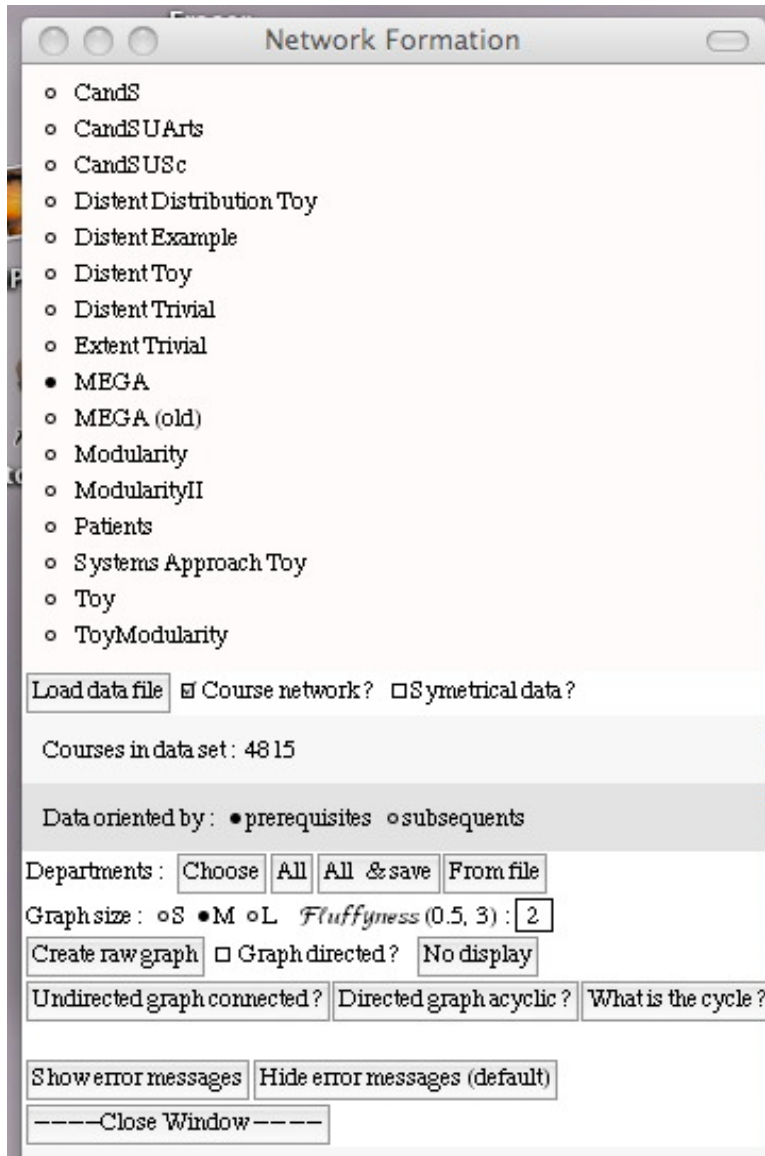 Network Formation
CandS
CandSUArts
CandSUSc
Distent Distribution Toy
Distent Example
Distent Toy
Distent Trivial
Extent Trivial
MEGA
MEGA (old)
Modularity
ModularityII
Patients
Systems Approach Toy
Toy
ToyModularity
Load data file Course network? Symetrical data?
Courses in data set: 4815
Data oriented by: prerequisites subsequents
Departments: Choose All All & save From file
Graph size: S M L Fluffyness (0.5, 3): 2
Create raw graph Graph directed? No display
Undirected graph connected? Directed graph acyclic? What is the cycle?
Show error messages Hide error messages (default)
----Close Window----